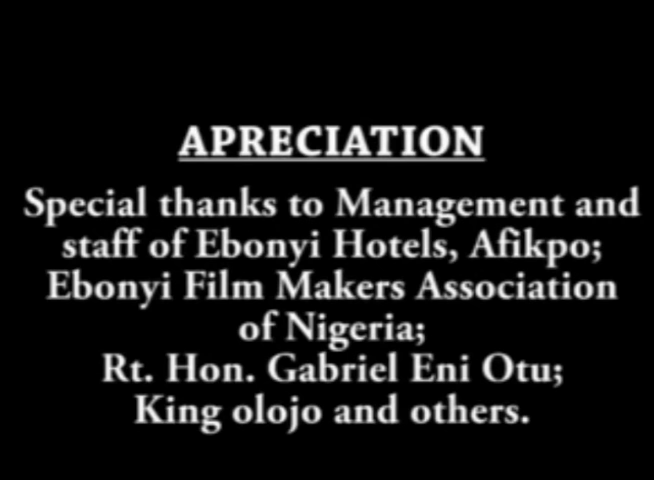 APRECIATION
Special thanks to Management and
staff of Ebonyi Hotels, Afikpo;
Ebonyi Film Makers Association
of Nigeria;
Rt. Hon. Gabriel Eni Otu;
King olojo and others.